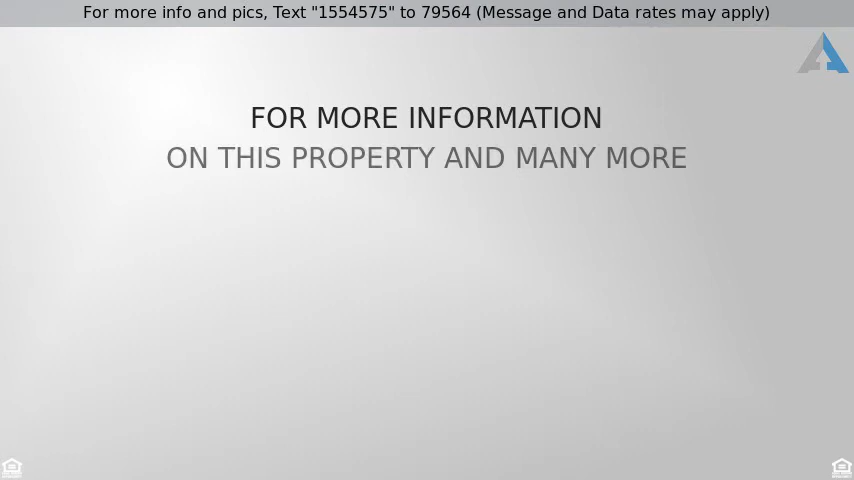 For more info and pics, Text "1554575" to 79564 (Message and Data rates may apply)
FOR MORE INFORMATION
ON THIS PROPERTY AND MANY MORE